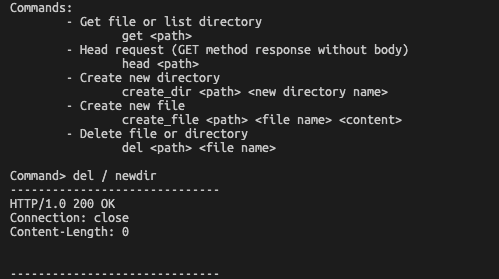 Commands:
- Get file or list directory
get <path>
- Head request (GET method response without body)
head <path>
- Create new directory
create_dir <path> <new directory name>
- Create new file
create_file <path> <file name> <content>
- Delete file or directory
del <path> <file name>
Command> del / newdir
------------------------------
HTTP/1.0 200 OK
Connection: close
Content-Length: 0
------------------------------